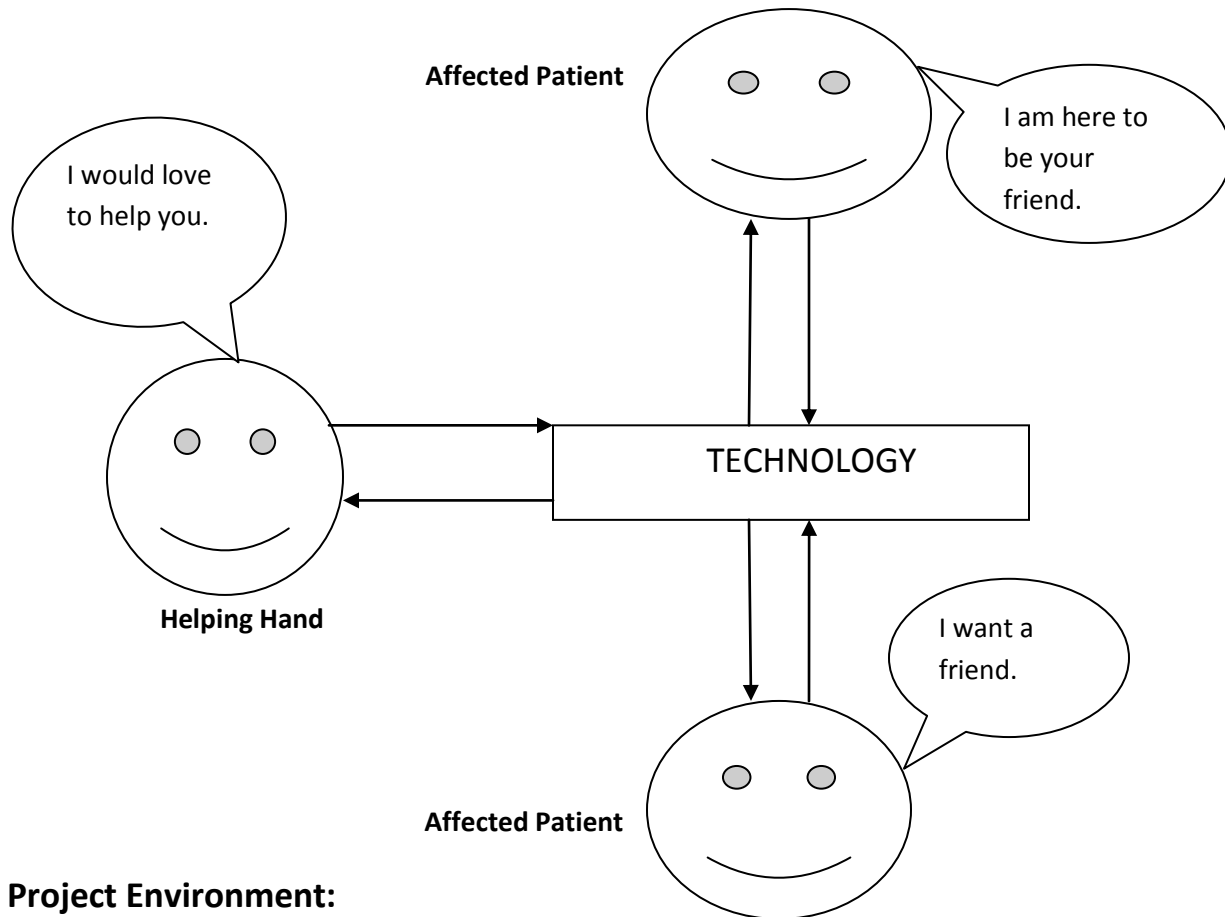 Affected Patient
I am here to
be your
friend.
I would love
to help you.
TECHNOLOGY
Helping Hand
I want a
friend.
Affected Patient
Project Environment: